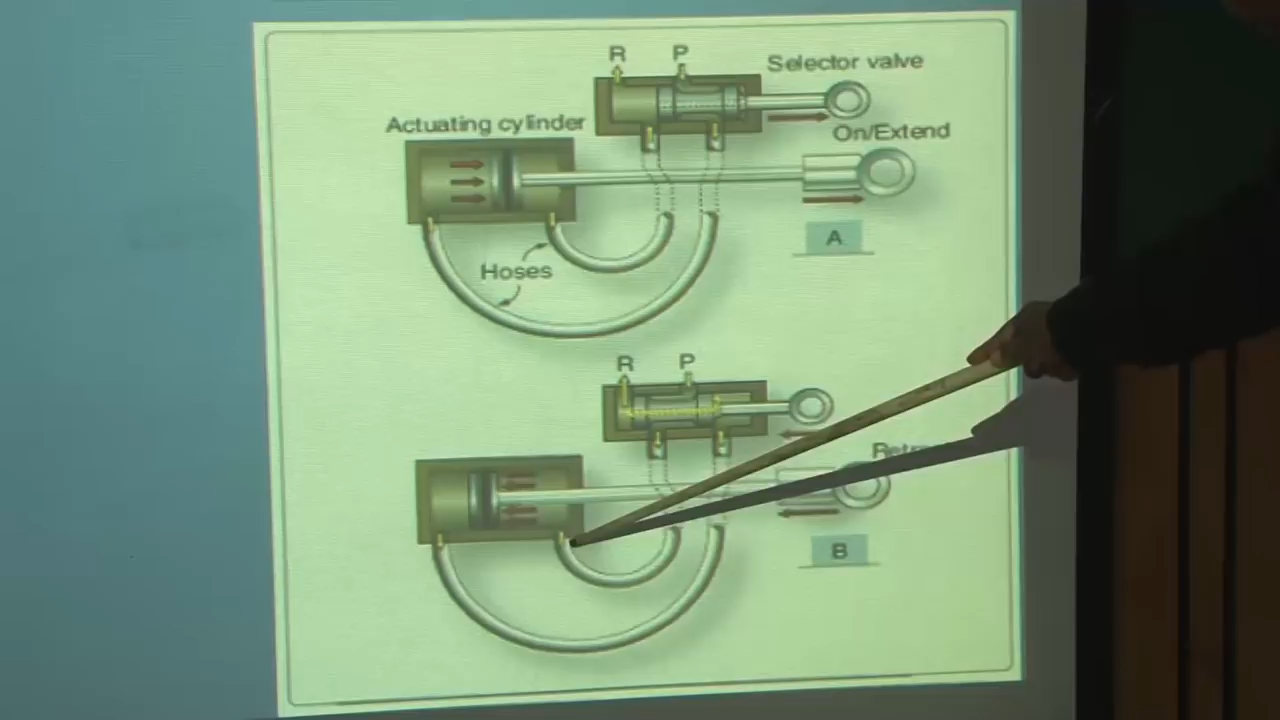 R P
Selector valve
Actuating cylinder
On/Extend
A
Hoses
R P
B